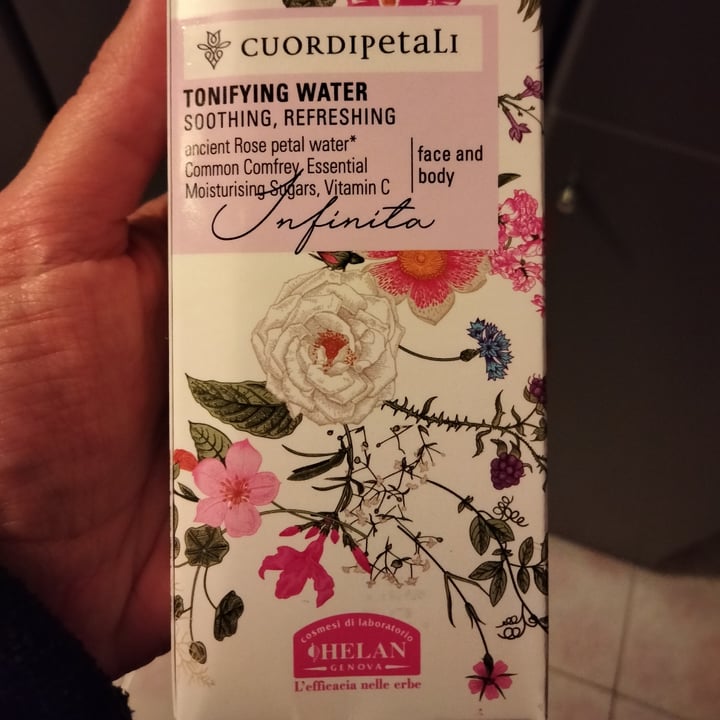 CUORDIPETALI
TONIFYING WATER
SOOTHING, REFRESHING
ancient Rose petal water*
Common Comfrey, Essential
Moisturising Sugars, Vitamin C
face and
body
Infinita
cosmesi di laboratorio
HELAN
GENOVA
L'efficacia nelle erbe